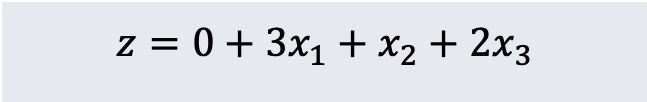 z = 0 + 3x₁ + x₂ + 2x₃